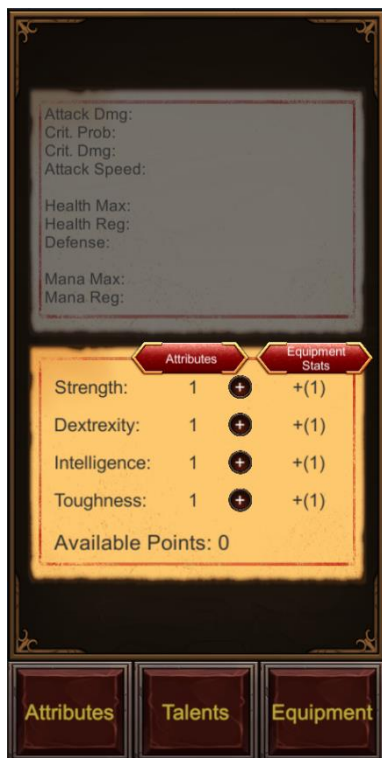 Attack Dmg:
Crit. Prob:
Crit. Dmg:
Attack Speed:
Health Max:
Health Reg:
Defense:
Mana Max:
Mana Reg:
Attributes Equipment
Stats
Strength: 1 + +(1)
Dextrexity: 1 + +(1)
Intelligence: 1 + +(1)
Toughness: 1 + +(1)
Available Points: 0
Attributes Talents Equipment